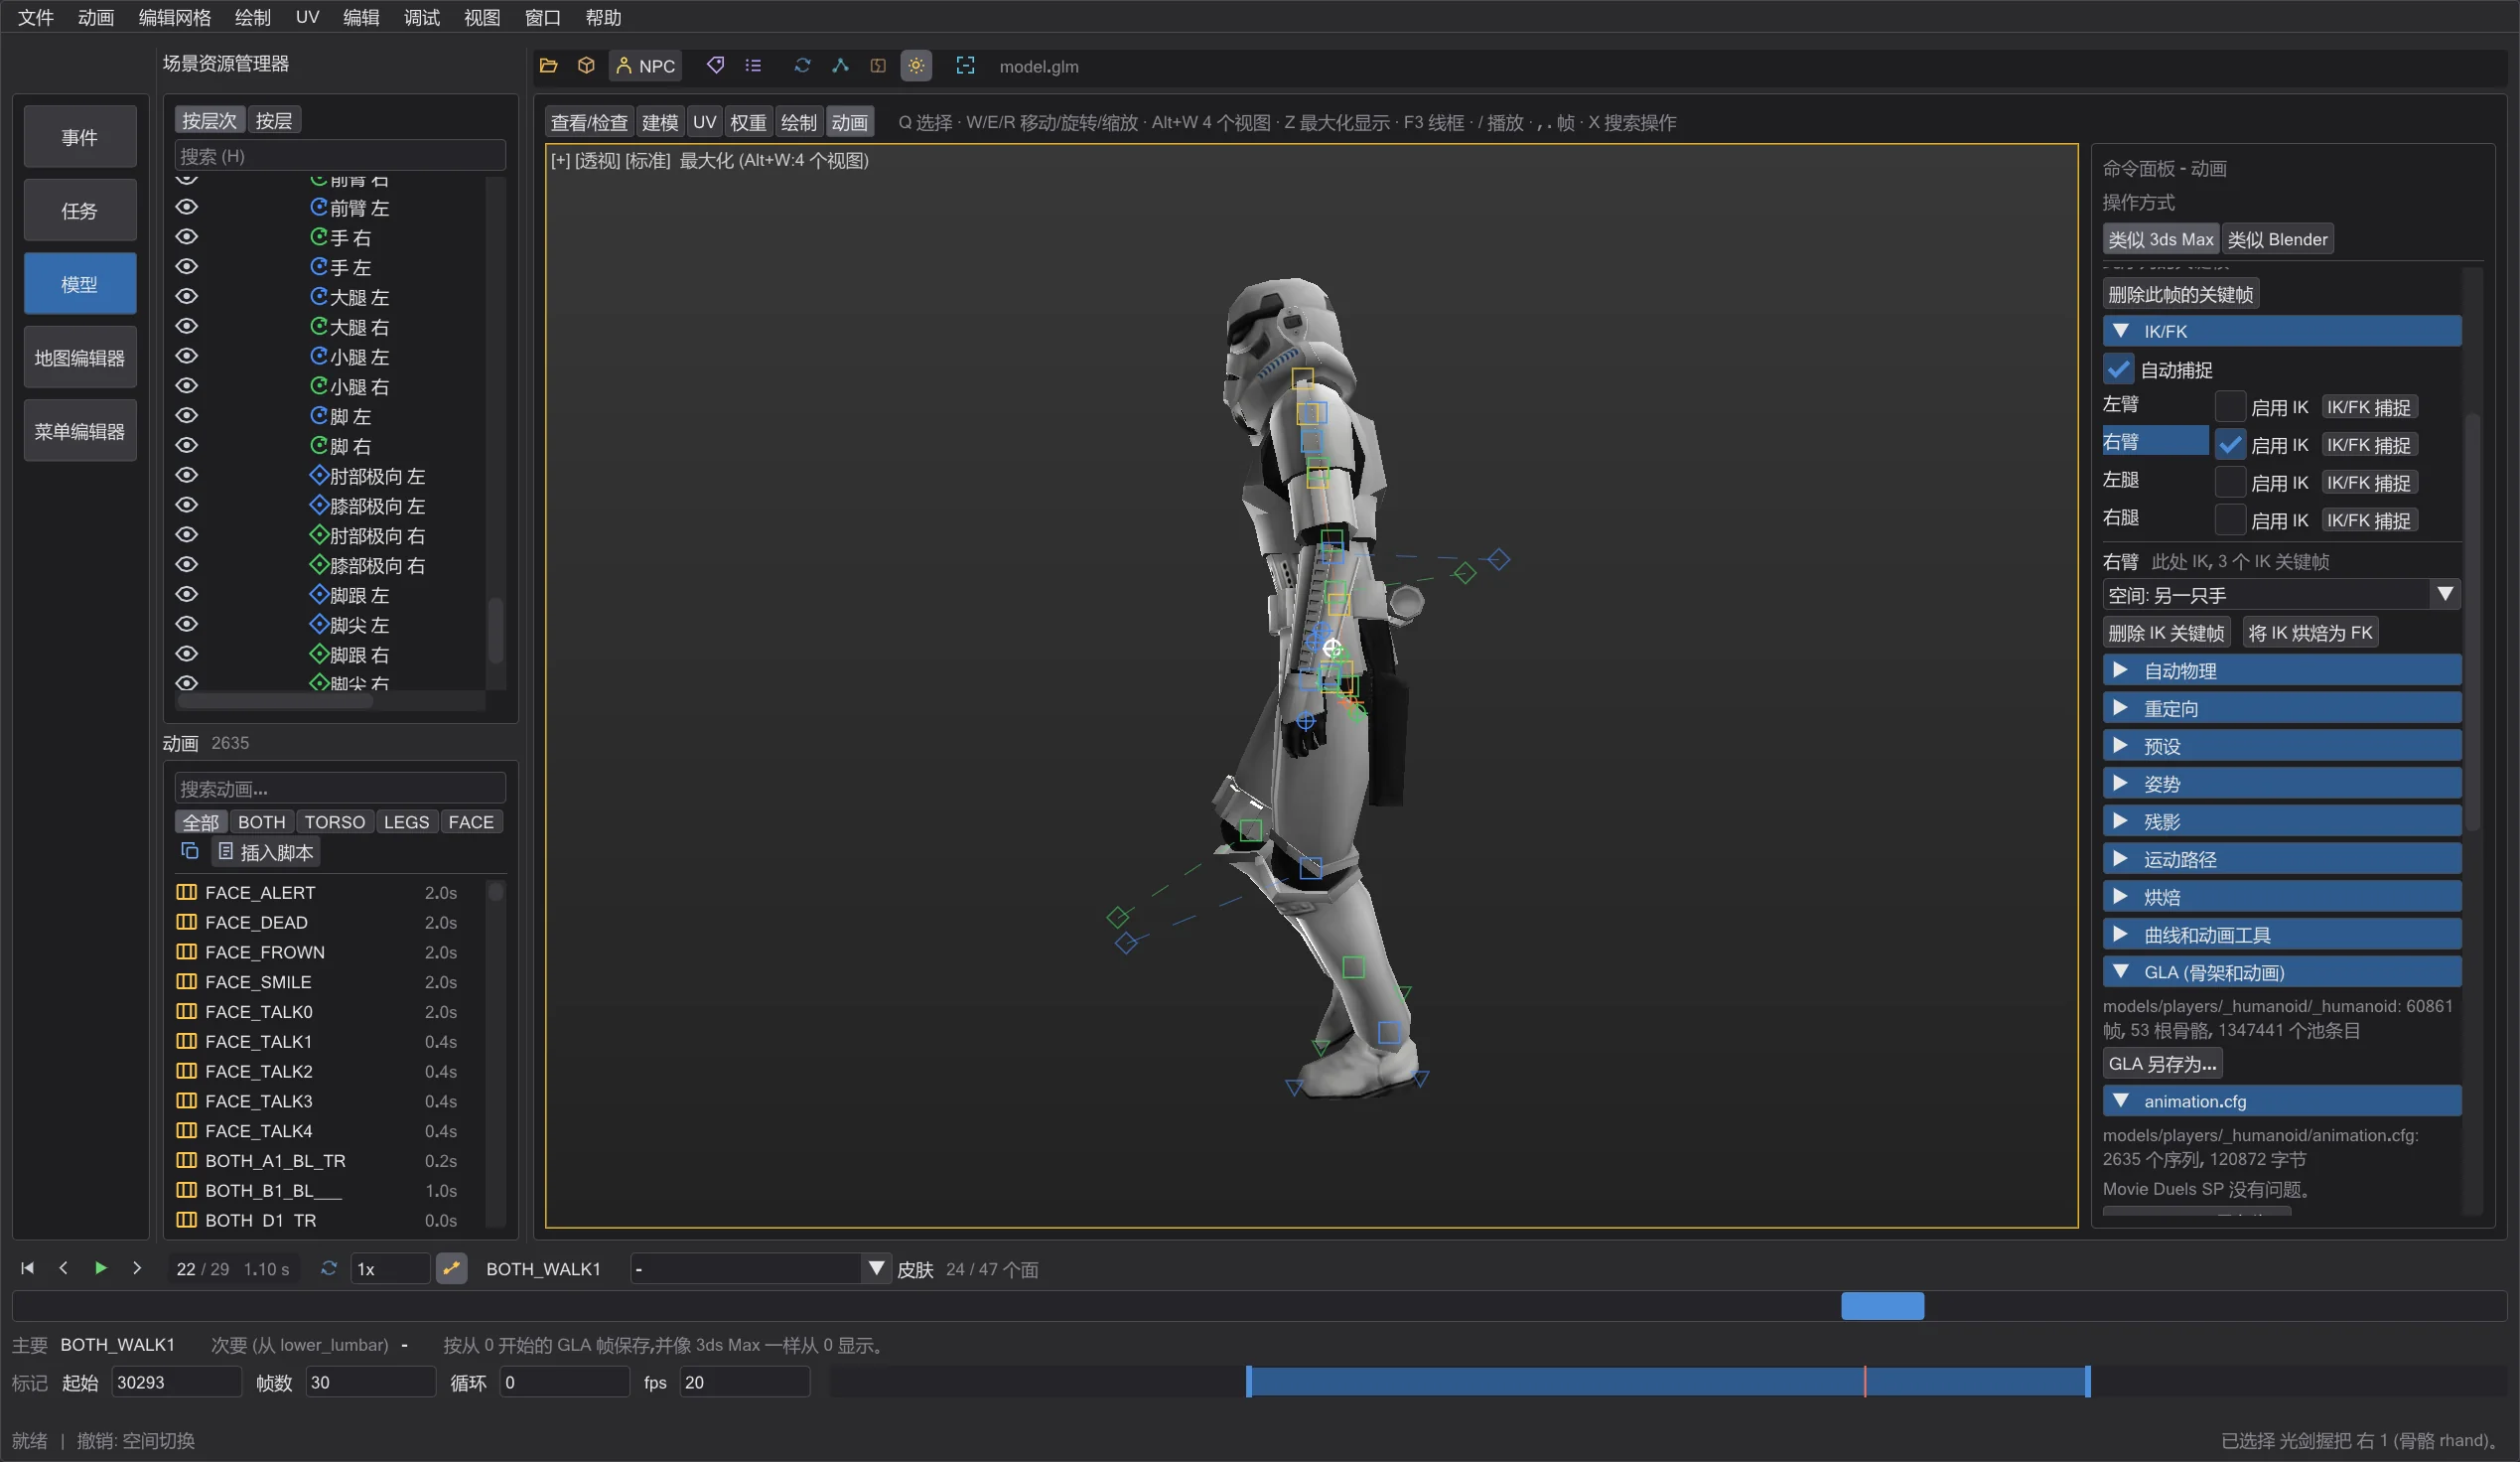 文件 动画 编辑网格 绘制 UV 编辑 调试 视图 窗口 帮助
场景资源管理器
NPC model.glm
事件
任务
模型
地图编辑器
菜单编辑器
按层次 按层
搜索 (H)
前臂 右
前臂 左
手 右
手 左
大腿 左
大腿 右
小腿 左
小腿 右
脚 左
脚 右
肘部极向 左
膝部极向 左
肘部极向 右
膝部极向 右
脚跟 左
脚尖 左
脚跟 右
脚尖 右
动画 2635
搜索动画...
全部 BOTH TORSO LEGS FACE
插入脚本
FACE_ALERT 2.0s
FACE_DEAD 2.0s
FACE_FROWN 2.0s
FACE_SMILE 2.0s
FACE_TALK0 2.0s
FACE_TALK1 0.4s
FACE_TALK2 0.4s
FACE_TALK3 0.4s
FACE_TALK4 0.4s
BOTH_A1_BL_TR 0.2s
BOTH_B1_BL___ 1.0s
BOTH_D1_TR 0.0s
查看/检查 建模 UV 权重 绘制 动画 Q 选择 · W/E/R 移动/旋转/缩放 · Alt+W 4 个视图 · Z 最大化显示 · F3 线框 · / 播放 · , . 帧 · X 搜索操作
[+] [透视] [标准] 最大化 (Alt+W:4 个视图)
命令面板 - 动画
操作方式
类似 3ds Max 类似 Blender
删除此帧的关键帧
IK/FK
自动捕捉
左臂 启用 IK IK/FK 捕捉
右臂 启用 IK IK/FK 捕捉
左腿 启用 IK IK/FK 捕捉
右腿 启用 IK IK/FK 捕捉
右臂 此处 IK, 3 个 IK 关键帧
空间: 另一只手
删除 IK 关键帧 将 IK 烘焙为 FK
自动物理
重定向
预设
姿势
残影
运动路径
烘焙
曲线和动画工具
GLA (骨架和动画)
models/players/_humanoid/_humanoid: 60861
帧, 53 根骨骼, 1347441 个池条目
GLA 另存为...
animation.cfg
models/players/_humanoid/animation.cfg:
2635 个序列, 120872 字节
Movie Duels SP 没有问题。
22 / 29 1.10 s 1x BOTH_WALK1 - 皮肤 24 / 47 个面
主要 BOTH_WALK1 次要 (从 lower_lumbar) - 按从 0 开始的 GLA 帧保存,并像 3ds Max 一样从 0 显示。
标记 起始 30293 帧数 30 循环 0 fps 20
就绪 | 撤销: 空间切换
已选择 光剑握把 右 1 (骨骼 rhand)。